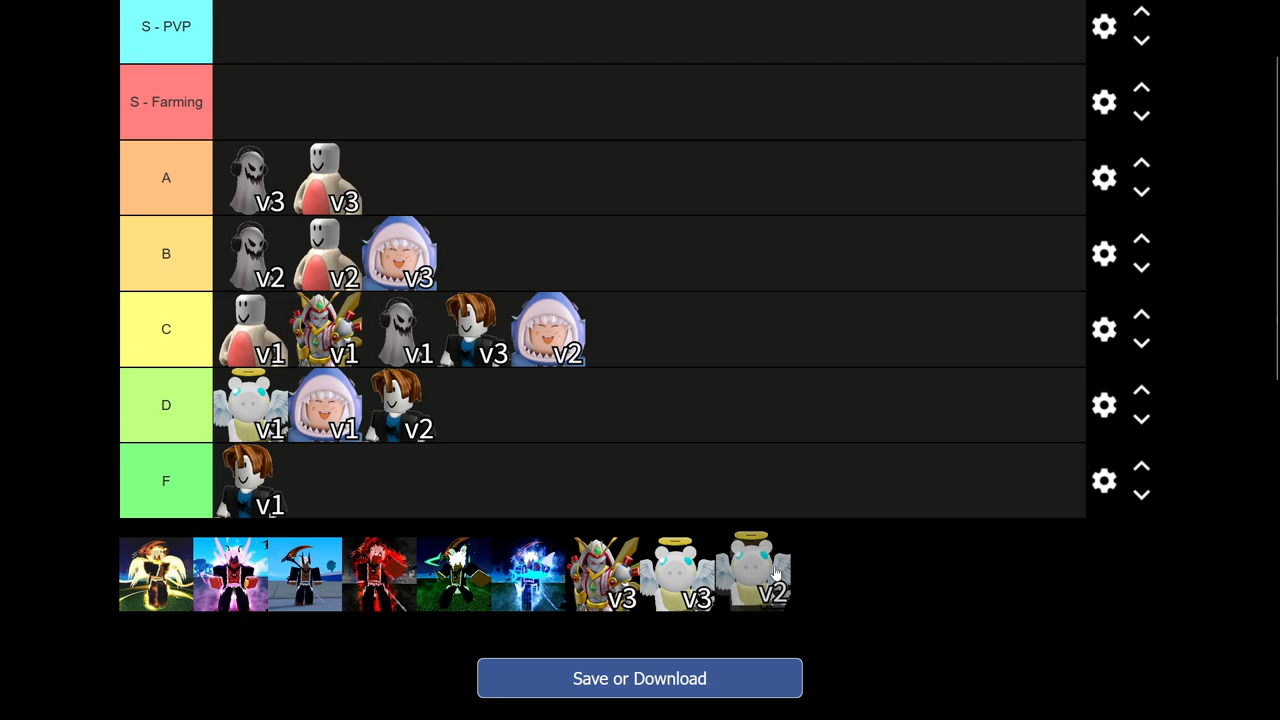 S - PVP
S - Farming
A
v3 v3
B
v2 v2 v3
C
v1 v1 v1 v3 v2
D
v1 v1 v2
F
v1
1
v3 v3 v2
Save or Download